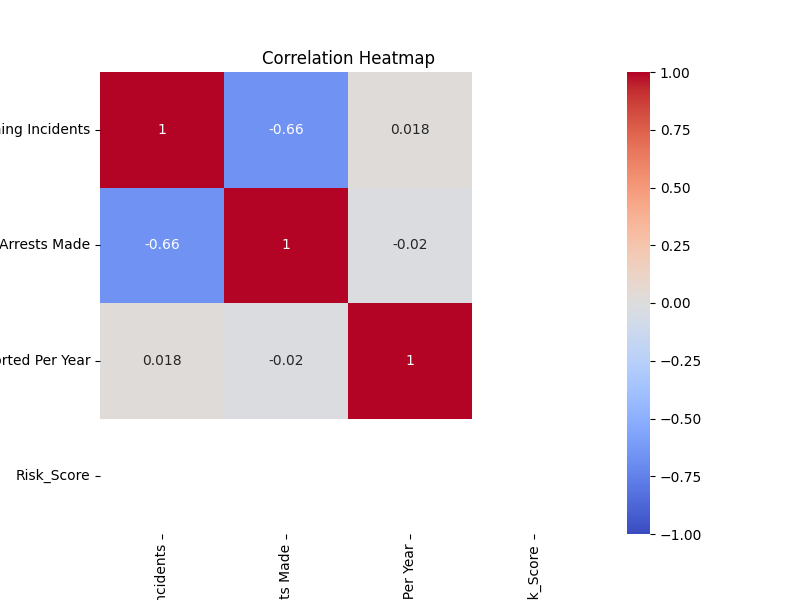 Correlation Heatmap
ing Incidents
1
-0.66
0.018
Arrests Made
-0.66
1
-0.02
rted Per Year
0.018
-0.02
1
Risk_Score
ncidents
ts Made
Per Year
k_Score
1.00
0.75
0.50
0.25
0.00
−0.25
−0.50
−0.75
−1.00